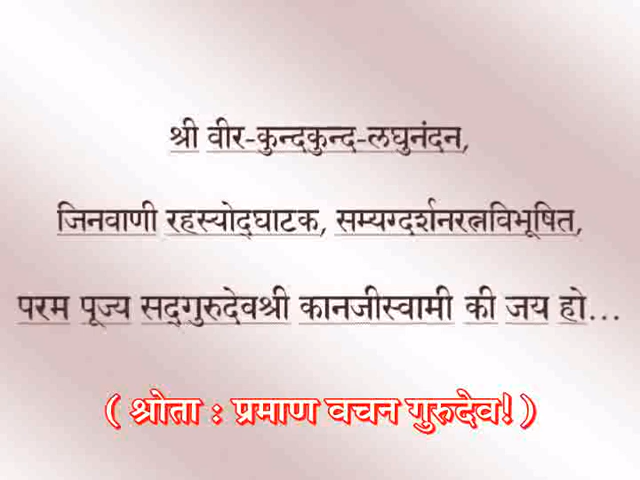 श्री वीर-कुन्दकुन्द-लघुनंदन,
जिनवाणी रहस्योद्‌घाटक, सम्यग्दर्शनरत्नविभूषित,
परम पूज्य सद्‌गुरुदेवश्री कानजीस्वामी की जय हो...
( श्रोता : प्रमाण वचन गुरुदेव! )